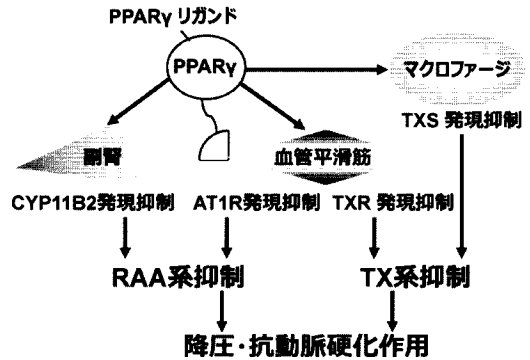 PPARγ リガンド
PPARγ
マクロファージ
TXS 発現抑制
副腎
血管平滑筋
CYP11B2発現抑制
AT1R発現抑制
TXR 発現抑制
RAA系抑制
TX系抑制
降圧・抗動脈硬化作用